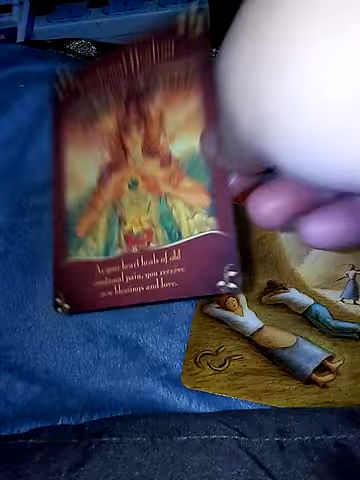 As your heart heals of old
emotional pain, you receive
new blessings and love.